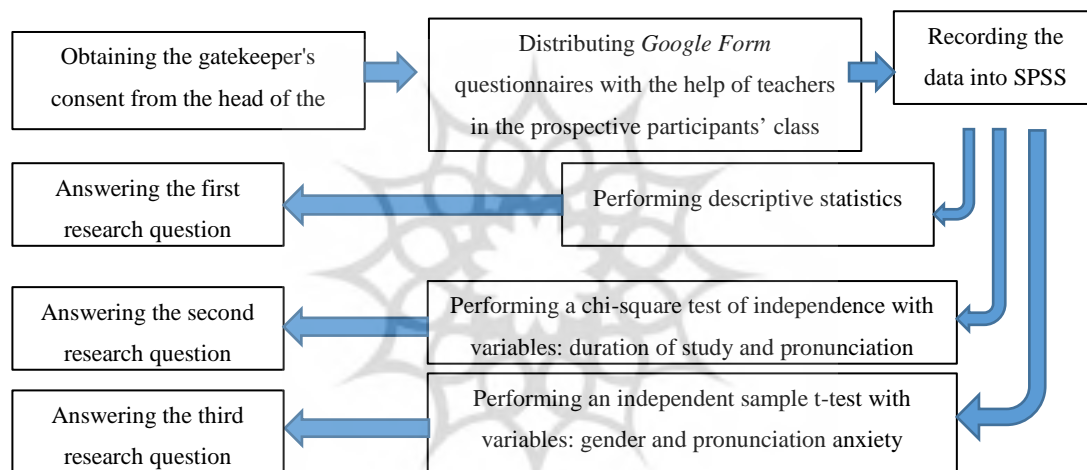 Obtaining the gatekeeper's
consent from the head of the
Distributing Google Form
questionnaires with the help of teachers
in the prospective participants’ class
Recording the
data into SPSS
Answering the first
research question
Performing descriptive statistics
Answering the second
research question
Performing a chi-square test of independence with
variables: duration of study and pronunciation
Answering the third
research question
Performing an independent sample t-test with
variables: gender and pronunciation anxiety